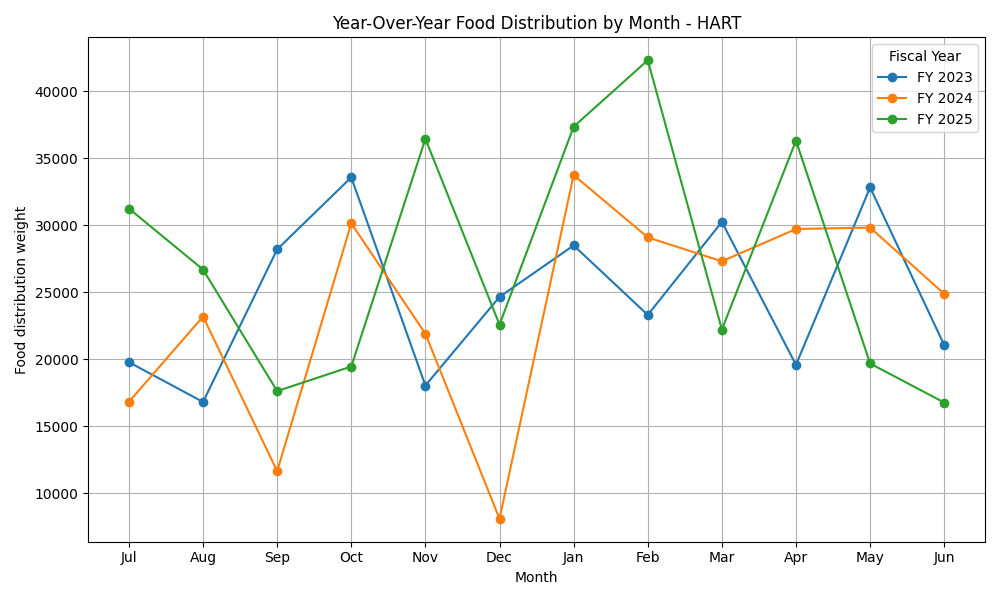 Year-Over-Year Food Distribution by Month - HART
Fiscal Year
FY 2023
FY 2024
FY 2025
Food distribution weight
40000
35000
30000
25000
20000
15000
10000
Jul Aug Sep Oct Nov Dec Jan Feb Mar Apr May Jun
Month